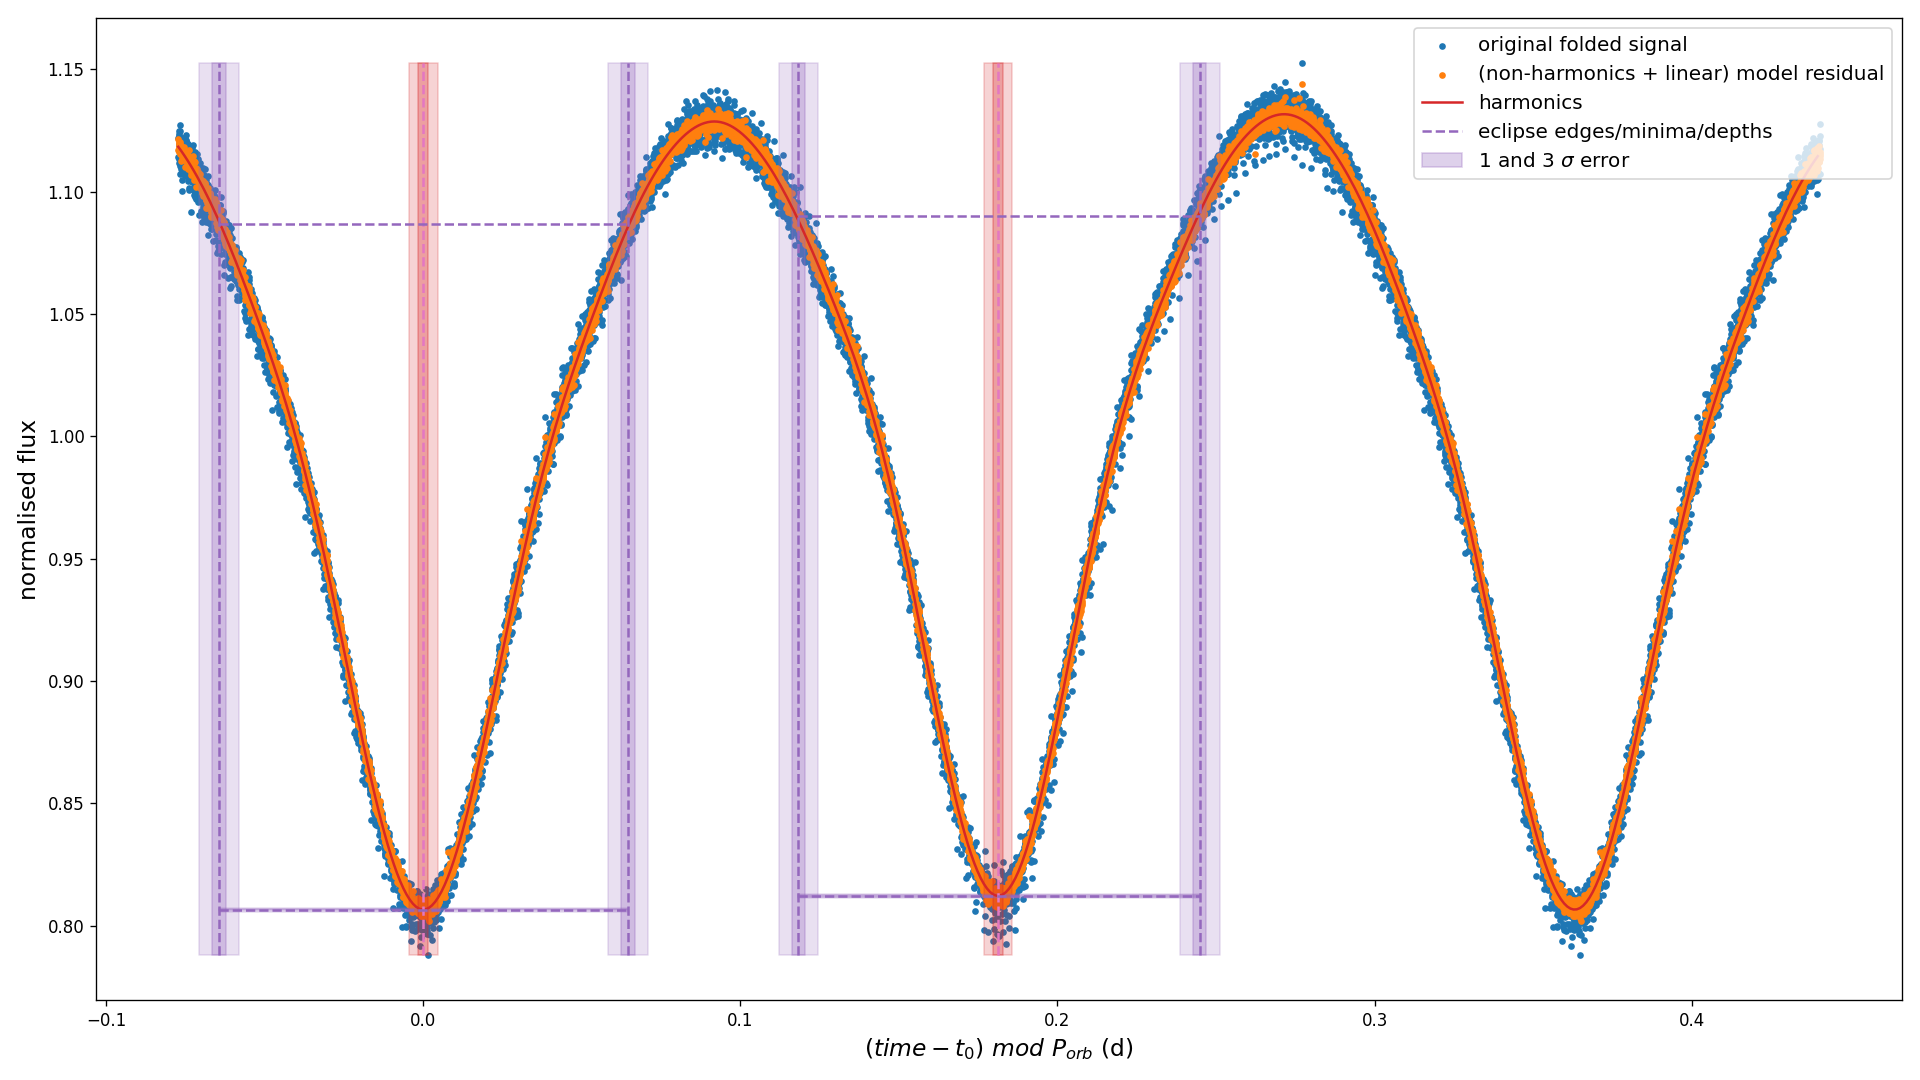 original folded signal
(non-harmonics + linear) model residual
harmonics
eclipse edges/minima/depths
1 and 3 σ error
normalised flux
1.15
1.10
1.05
1.00
0.95
0.90
0.85
0.80
−0.1
0.0
0.1
0.2
0.3
0.4
(time − t₀) mod Pₒᵣb (d)